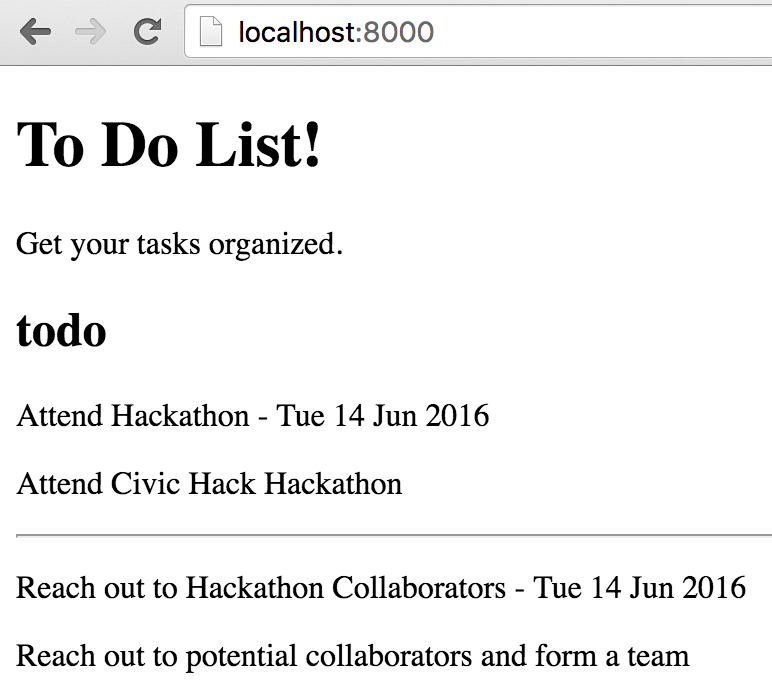 localhost:8000
To Do List!
Get your tasks organized.
todo
Attend Hackathon - Tue 14 Jun 2016
Attend Civic Hack Hackathon
Reach out to Hackathon Collaborators - Tue 14 Jun 2016
Reach out to potential collaborators and form a team